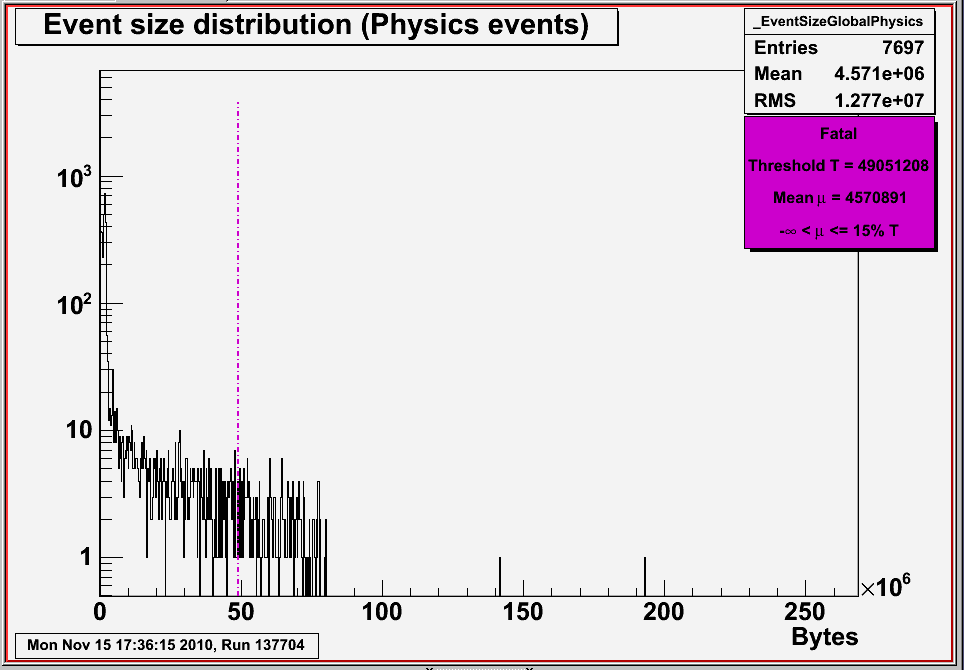 Event size distribution (Physics events)
_EventSizeGlobalPhysics
Entries 7697
Mean 4.571e+06
RMS 1.277e+07
Fatal
Threshold T = 49051208
Mean μ = 4570891
-∞ < μ <= 15% T
10³
10²
10
1
0 50 100 150 200 250
×10⁶
Bytes
Mon Nov 15 17:36:15 2010, Run 137704